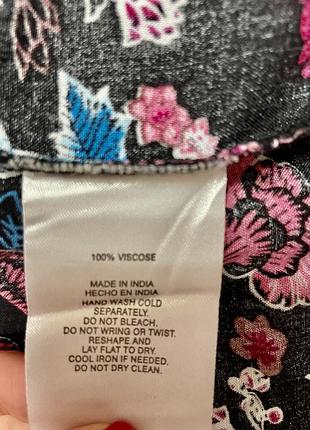 100% VISCOSE
MADE IN INDIA
HECHO EN INDIA
HAND WASH COLD
SEPARATELY.
DO NOT BLEACH.
DO NOT WRING OR TWIST.
RESHAPE AND
LAY FLAT TO DRY.
COOL IRON IF NEEDED.
DO NOT DRY CLEAN.